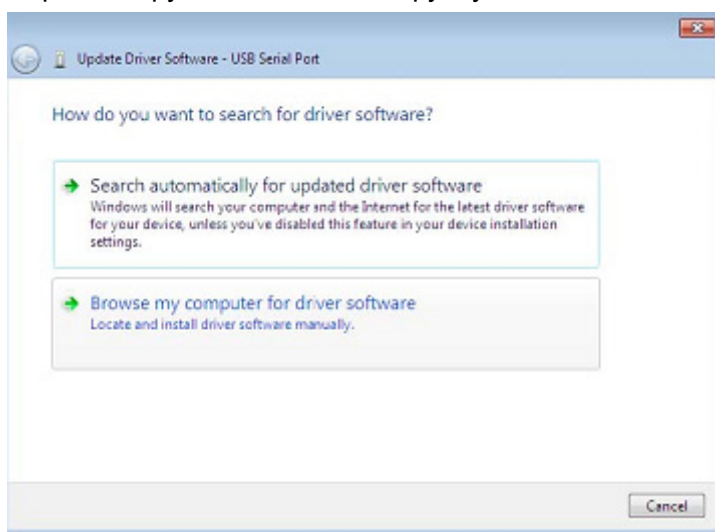 Update Driver Software - USB Serial Port
How do you want to search for driver software?
Search automatically for updated driver software
Windows will search your computer and the Internet for the latest driver software
for your device, unless you've disabled this feature in your device installation
settings.
Browse my computer for driver software
Locate and install driver software manually.
Cancel